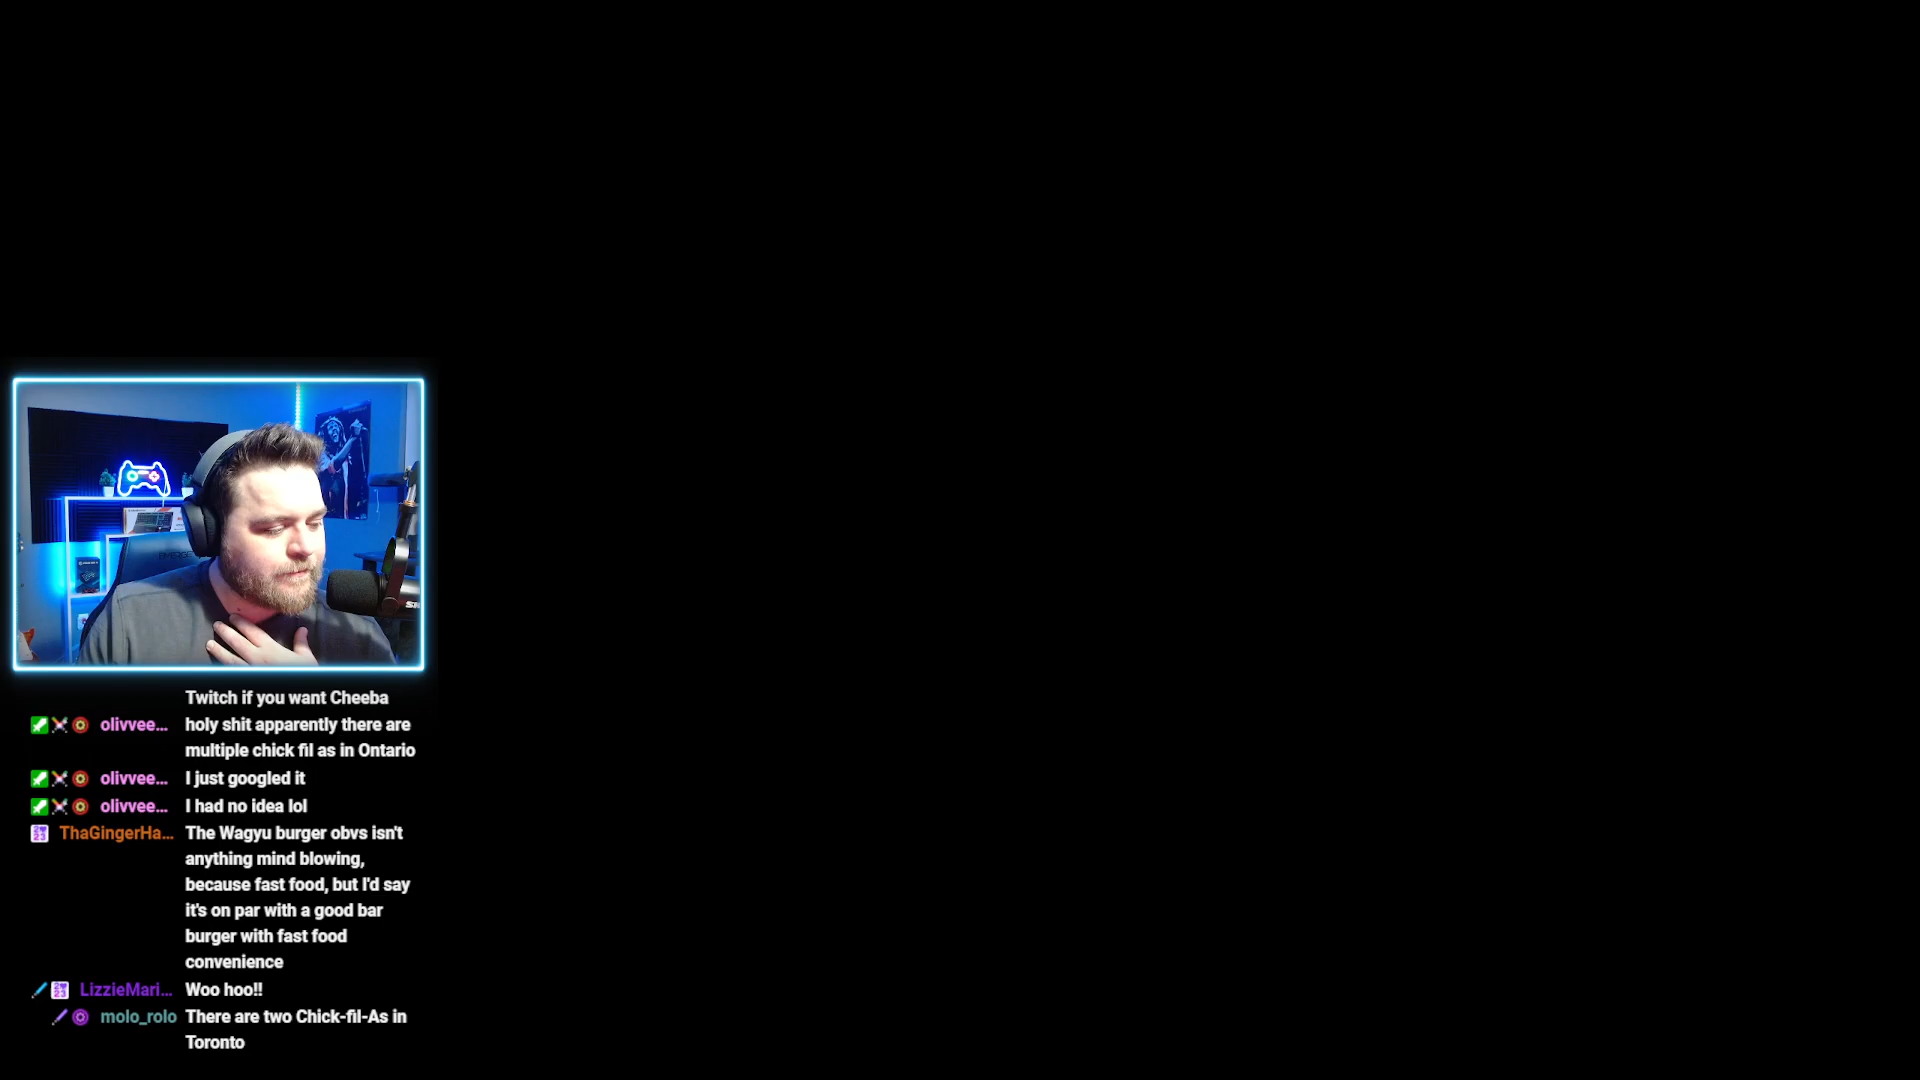 Twitch if you want Cheeba
olivvee... holy shit apparently there are
multiple chick fil as in Ontario
olivvee... I just googled it
olivvee... I had no idea lol
ThaGingerHa... The Wagyu burger obvs isn't
anything mind blowing,
because fast food, but I'd say
it's on par with a good bar
burger with fast food
convenience
LizzieMari... Woo hoo!!
molo_rolo There are two Chick-fil-As in
Toronto